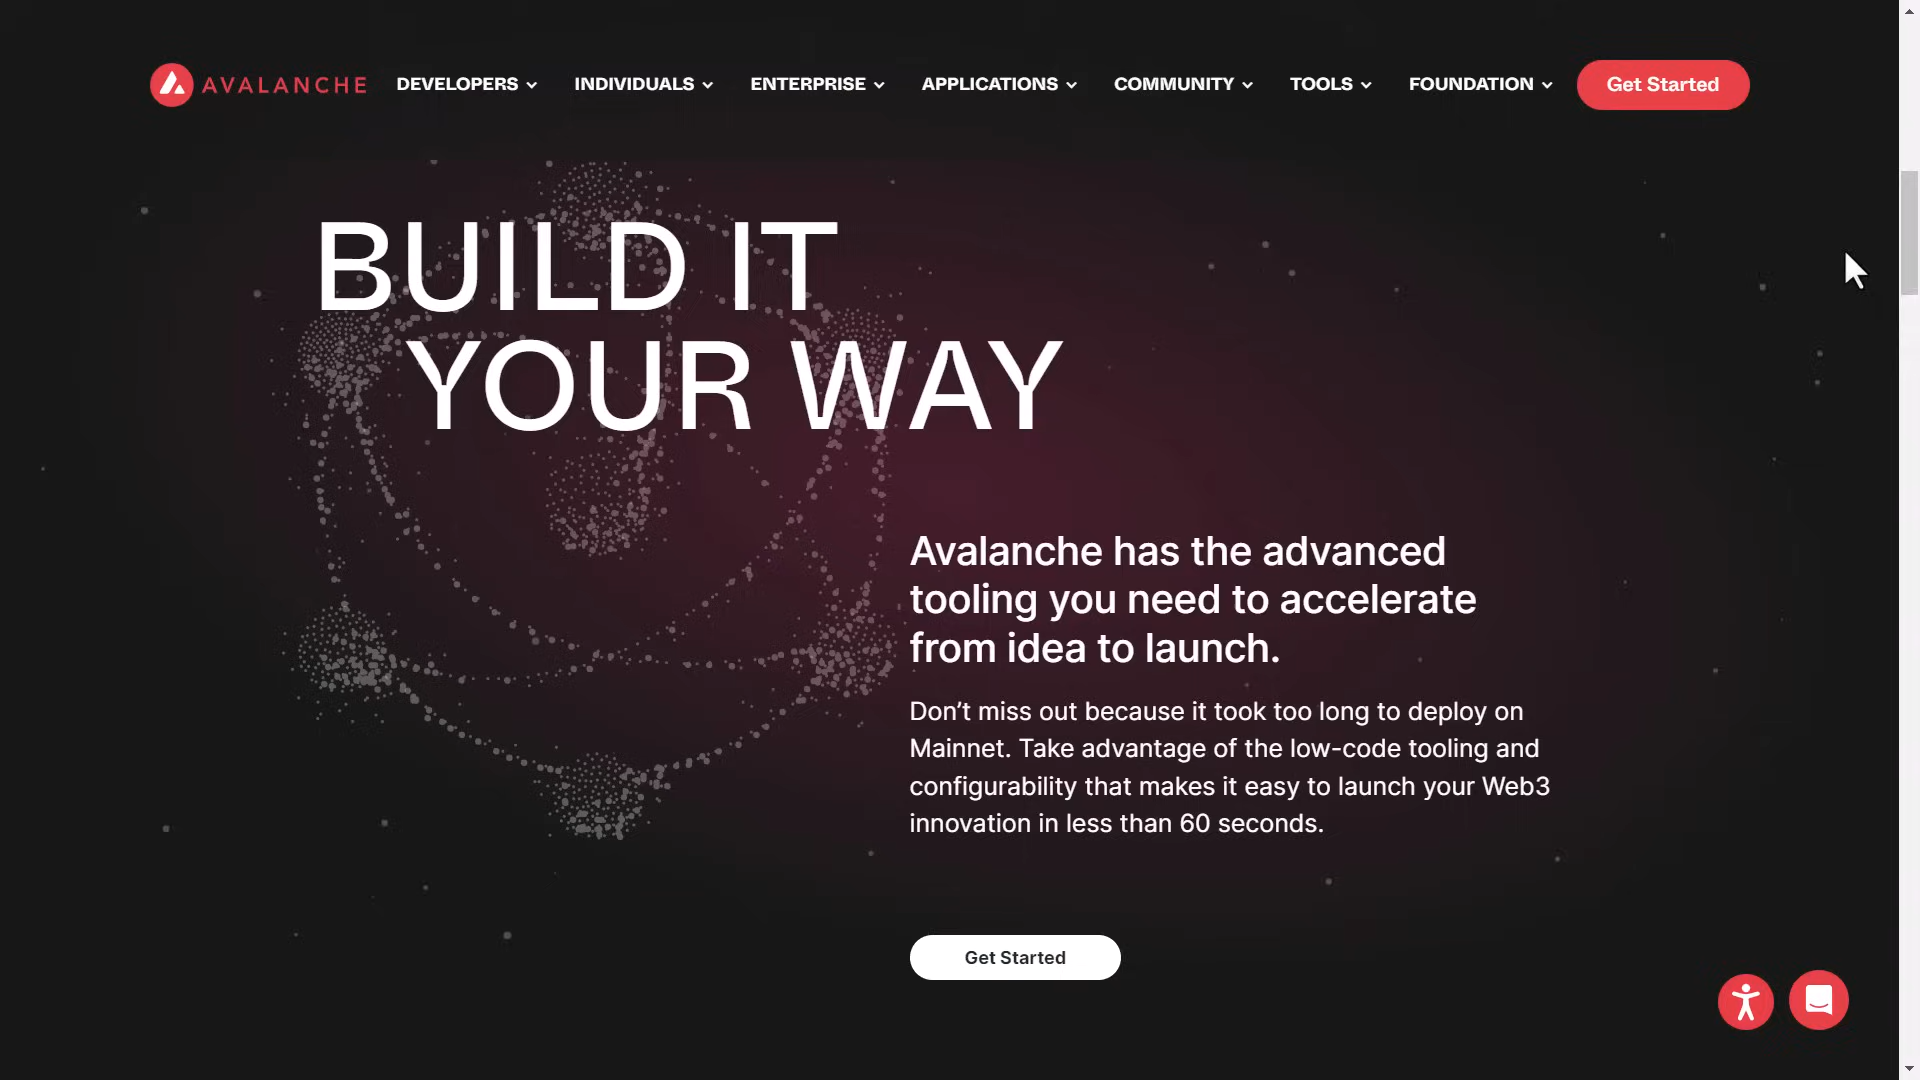 AVALANCHE
DEVELOPERS
INDIVIDUALS
ENTERPRISE
APPLICATIONS
COMMUNITY
TOOLS
FOUNDATION
Get Started
BUILD IT
YOUR WAY
Avalanche has the advanced
tooling you need to accelerate
from idea to launch.
Don’t miss out because it took too long to deploy on
Mainnet. Take advantage of the low-code tooling and
configurability that makes it easy to launch your Web3
innovation in less than 60 seconds.
Get Started